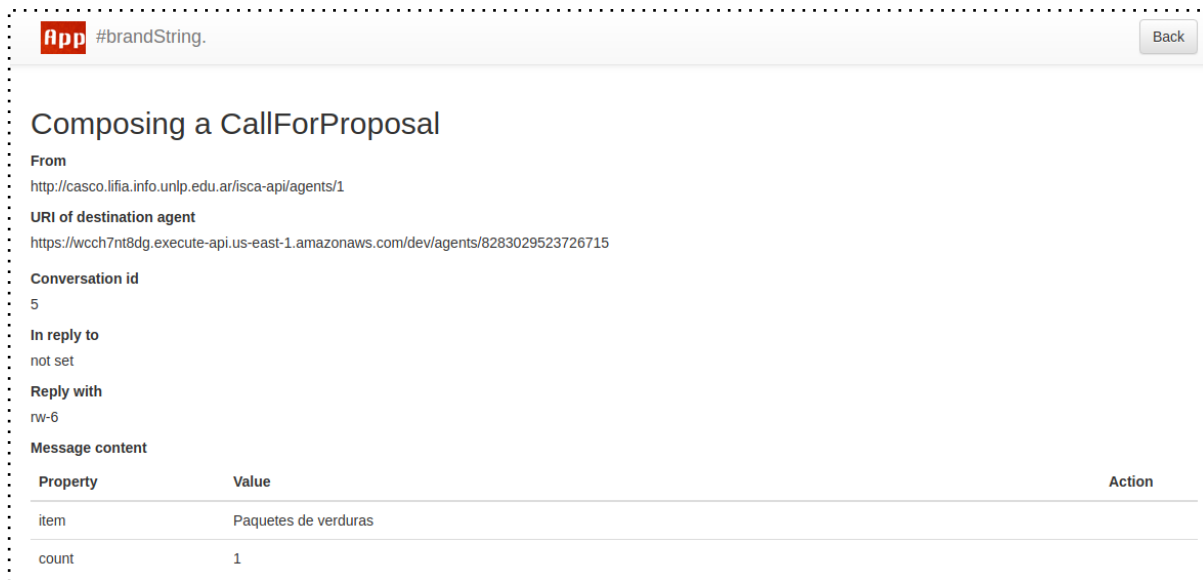 App #brandString. Back
Composing a CallForProposal
From
http://casco.lifia.info.unlp.edu.ar/isca-api/agents/1
URI of destination agent
https://wcch7nt8dg.execute-api.us-east-1.amazonaws.com/dev/agents/8283029523726715
Conversation id
5
In reply to
not set
Reply with
rw-6
Message content
Property Value Action
item Paquetes de verduras
count 1